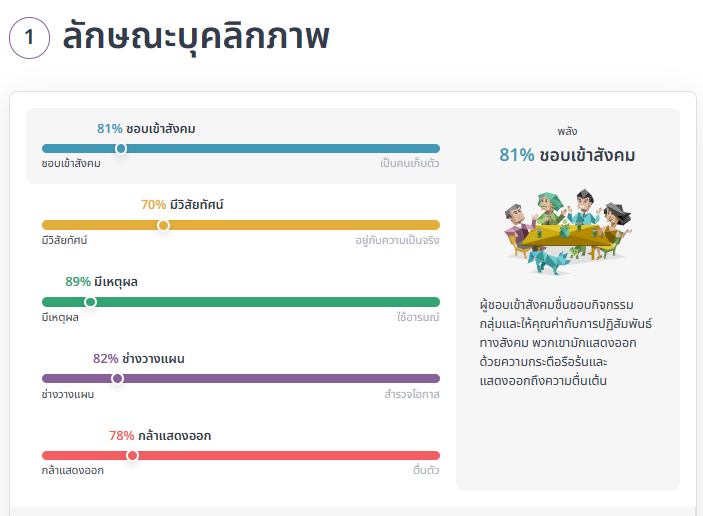 1 ลักษณะบุคลิกภาพ
81% ชอบเข้าสังคม
ชอบเข้าสังคม เป็นคนเก็บตัว
70% มีวิสัยทัศน์
มีวิสัยทัศน์ อยู่กับความเป็นจริง
89% มีเหตุผล
มีเหตุผล ใช้อารมณ์
82% ช่างวางแผน
ช่างวางแผน สำรวจโอกาส
78% กล้าแสดงออก
กล้าแสดงออก ตื่นตัว
พลัง
81% ชอบเข้าสังคม
ผู้ชอบเข้าสังคมชื่นชอบกิจกรรม
กลุ่มและให้คุณค่ากับการปฏิสัมพันธ์
ทางสังคม พวกเขามักแสดงออก
ด้วยความกระตือรือร้นและ
แสดงออกถึงความตื่นเต้น